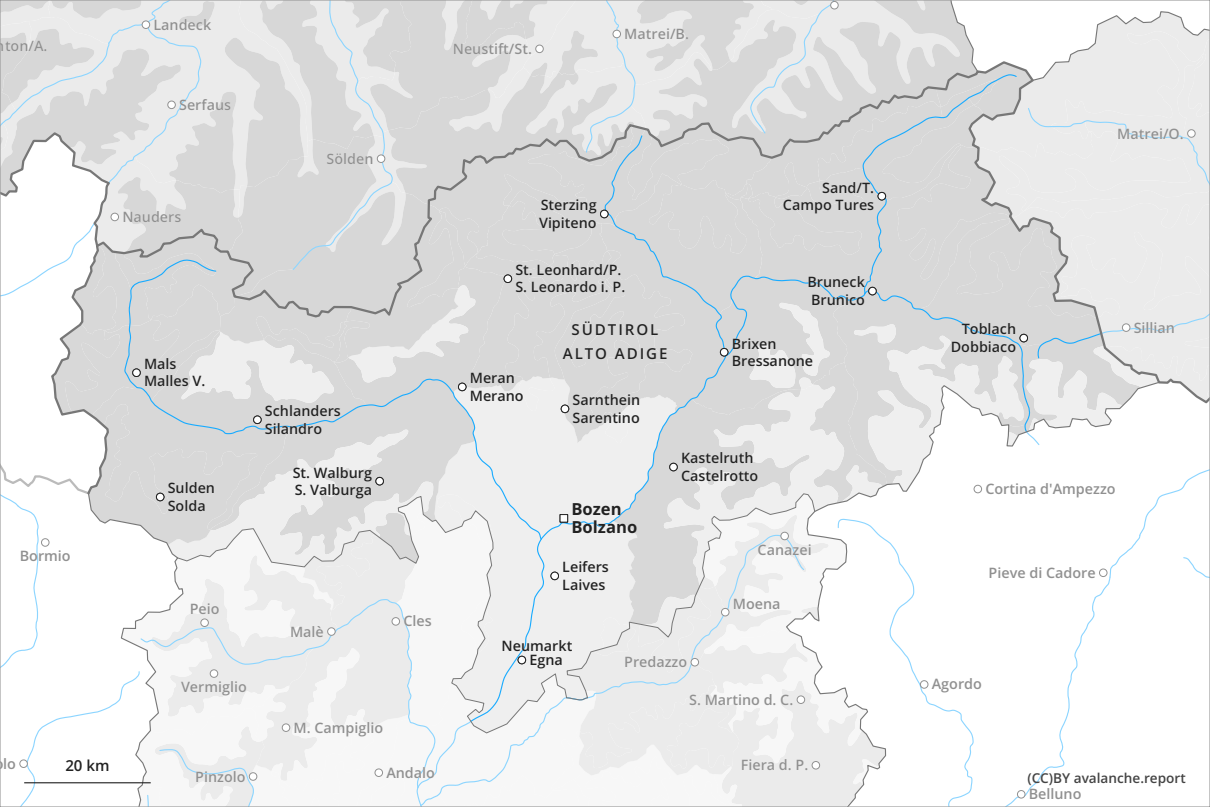 Landeck
nton/A.
Neustift/St.
Matrei/B.
Serfaus
Matrei/O.
Sölden
Sand/T.
Campo Tures
Sterzing
Vipiteno
Nauders
St. Leonhard/P.
S. Leonardo i. P.
Bruneck
Brunico
SÜDTIROL
ALTO ADIGE
Toblach
Dobbiaco
Sillian
Brixen
Bressanone
Mals
Malles V.
Meran
Merano
Sarnthein
Sarentino
Schlanders
Silandro
Kastelruth
Castelrotto
St. Walburg
S. Valburga
Sulden
Solda
Cortina d'Ampezzo
Bozen
Bolzano
Bormio
Canazei
Leifers
Laives
Pieve di Cadore
Peio
Moena
Malè
Cles
Neumarkt
Egna
Predazzo
Vermiglio
Agordo
S. Martino d. C.
M. Campiglio
20 km
olo
Pinzolo
Andalo
Fiera d. P.
(CC)BY avalanche.report
Belluno